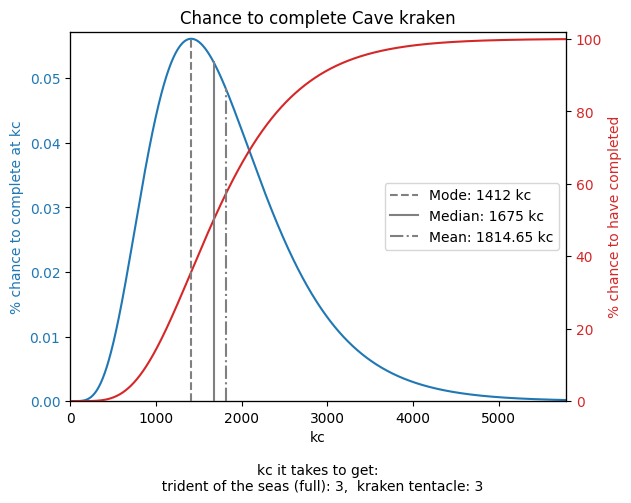 Chance to complete Cave kraken
% chance to complete at kc
0.05
0.04
0.03
0.02
0.01
0.00
100
80
60
40
20
0
% chance to have completed
Mode: 1412 kc
Median: 1675 kc
Mean: 1814.65 kc
0 1000 2000 3000 4000 5000
kc
kc it takes to get:
trident of the seas (full): 3, kraken tentacle: 3